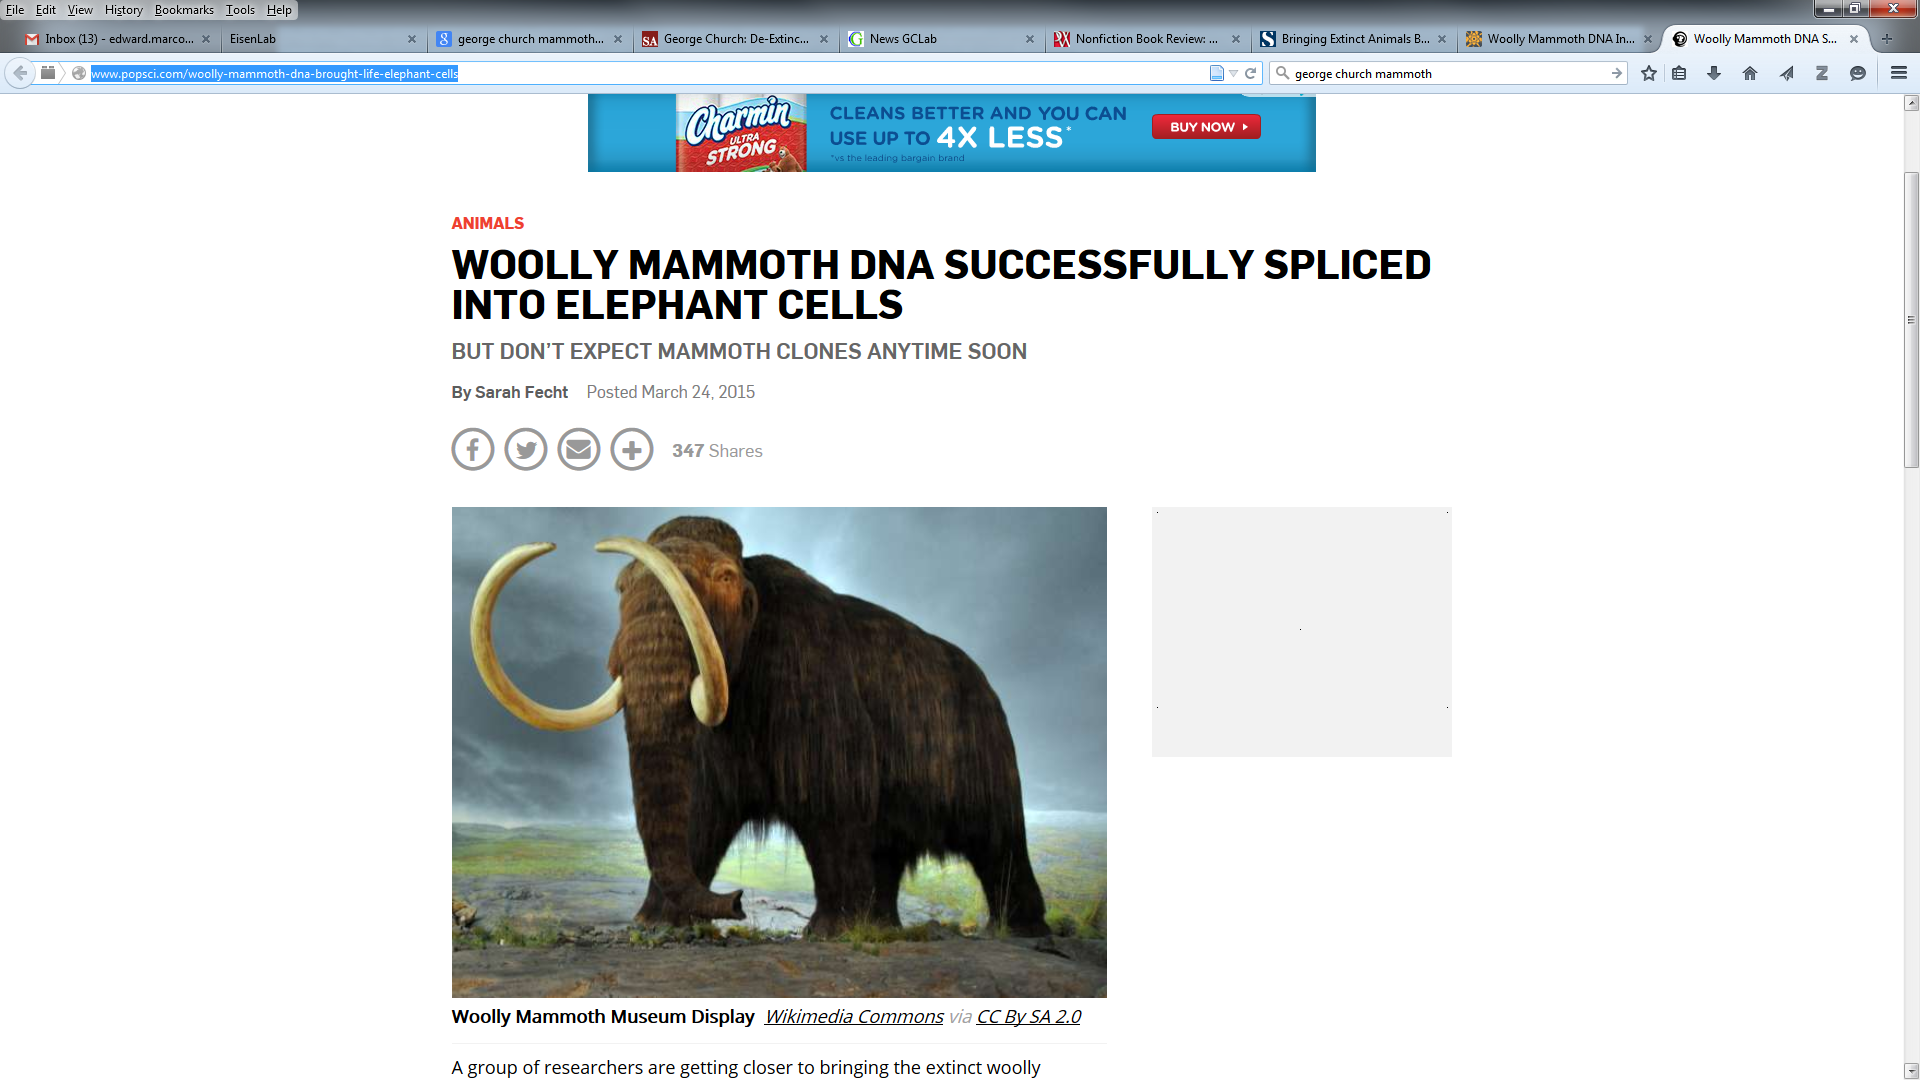 File Edit View History Bookmarks Tools Help
Inbox (13) - edward.marco... EisenLab george church mammoth... George Church: De-Extinc... News GCLab Nonfiction Book Review: ... Bringing Extinct Animals B... Woolly Mammoth DNA In... Woolly Mammoth DNA S...
www.popsci.com/woolly-mammoth-dna-brought-life-elephant-cells george church mammoth
Charmin ULTRA STRONG
CLEANS BETTER AND YOU CAN
USE UP TO 4X LESS*
*vs the leading bargain brand
BUY NOW
ANIMALS
WOOLLY MAMMOTH DNA SUCCESSFULLY SPLICED
INTO ELEPHANT CELLS
BUT DON'T EXPECT MAMMOTH CLONES ANYTIME SOON
By Sarah Fecht Posted March 24, 2015
347 Shares
Woolly Mammoth Museum Display Wikimedia Commons via CC By SA 2.0
A group of researchers are getting closer to bringing the extinct woolly